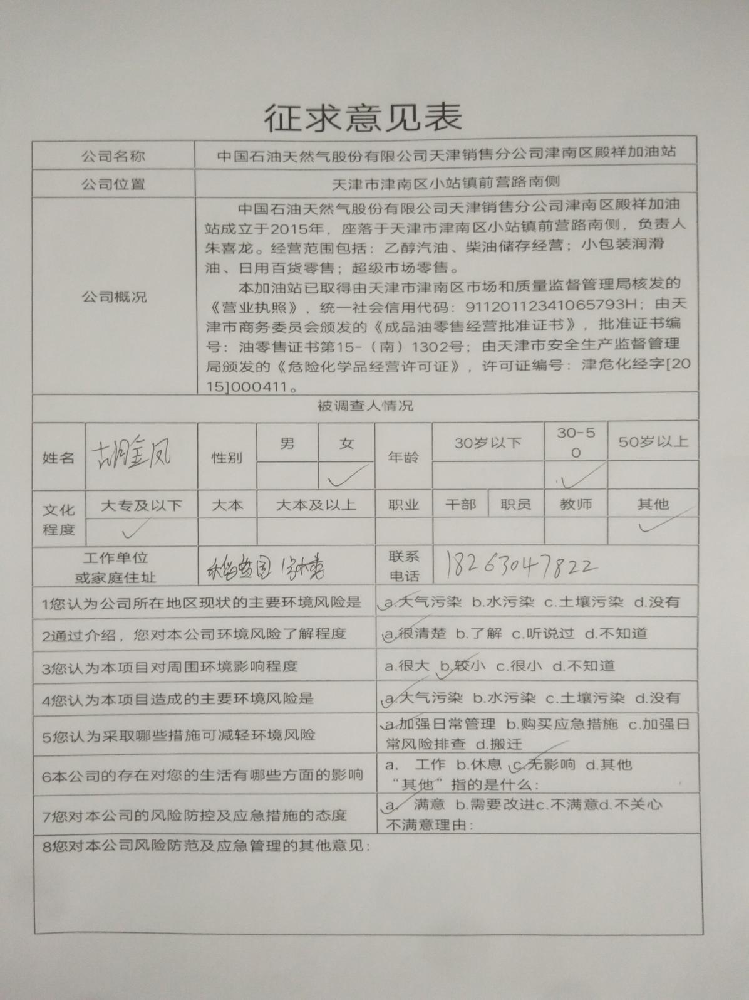 征求意见表
公司名称 中国石油天然气股份有限公司天津销售分公司津南区殿祥加油站
公司位置 天津市津南区小站镇前营路南侧
公司概况
中国石油天然气股份有限公司天津销售分公司津南区殿祥加油
站成立于2015年，座落于天津市津南区小站镇前营路南侧，负责人
朱喜龙。经营范围包括：乙醇汽油、柴油储存经营；小包装润滑
油、日用百货零售；超级市场零售。
本加油站已取得由天津市津南区市场和质量监督管理局核发的
《营业执照》，统一社会信用代码：91120112341065793H；由天
津市商务委员会颁发的《成品油零售经营批准证书》，批准证书编
号：油零售证书第15-（南）1302号；由天津市安全生产监督管理
局颁发的《危险化学品经营许可证》，许可证编号：津危化经字[20
15]000411。
被调查人情况
姓名 胡金凤 性别 男 女 年龄 30岁以下 30-50 50岁以上
✓ ✓
文化程度 大专及以下 大本 大本及以上 职业 干部 职员 教师 其他
✓ ✓
工作单位
或家庭住址
联系
电话 18263047822
1您认为公司所在地区现状的主要环境风险是 ✓a.大气污染 b.水污染 c.土壤污染 d.没有
2通过介绍，您对本公司环境风险了解程度 ✓a.很清楚 b.了解 c.听说过 d.不知道
3您认为本项目对周围环境影响程度 a.很大 ✓b.较小 c.很小 d.不知道
4您认为本项目造成的主要环境风险是 ✓a.大气污染 b.水污染 c.土壤污染 d.没有
5您认为采取哪些措施可减轻环境风险 ✓a.加强日常管理 b.购买应急措施 c.加强日
常风险排查 d.搬迁
6本公司的存在对您的生活有哪些方面的影响 a. 工作 b.休息 ✓c.无影响 d.其他
“其他”指的是什么：
7您对本公司的风险防控及应急措施的态度 ✓a. 满意 b.需要改进c.不满意d.不关心
不满意理由：
8您对本公司风险防范及应急管理的其他意见：